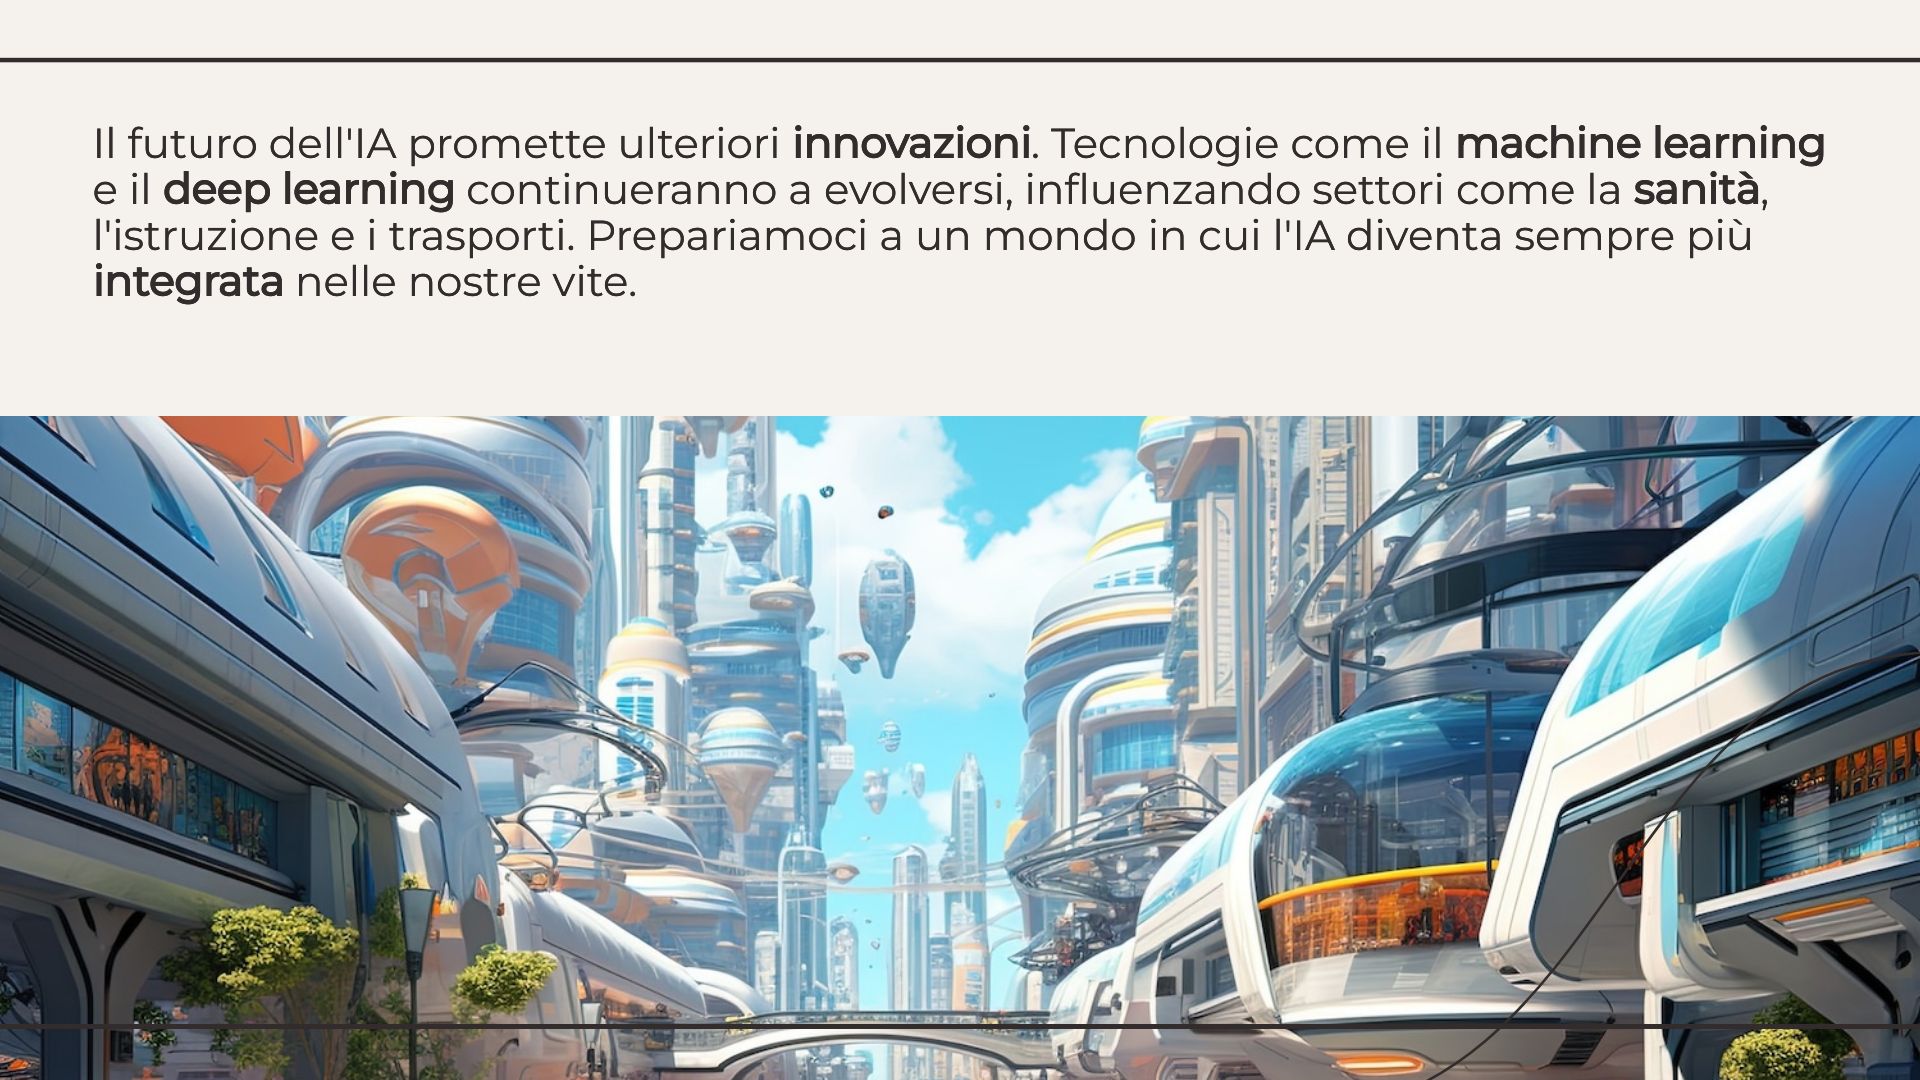 Il futuro dell'IA promette ulteriori innovazioni. Tecnologie come il machine learning
e il deep learning continueranno a evolversi, influenzando settori come la sanità,
l'istruzione e i trasporti. Prepariamoci a un mondo in cui l'IA diventa sempre più
integrata nelle nostre vite.